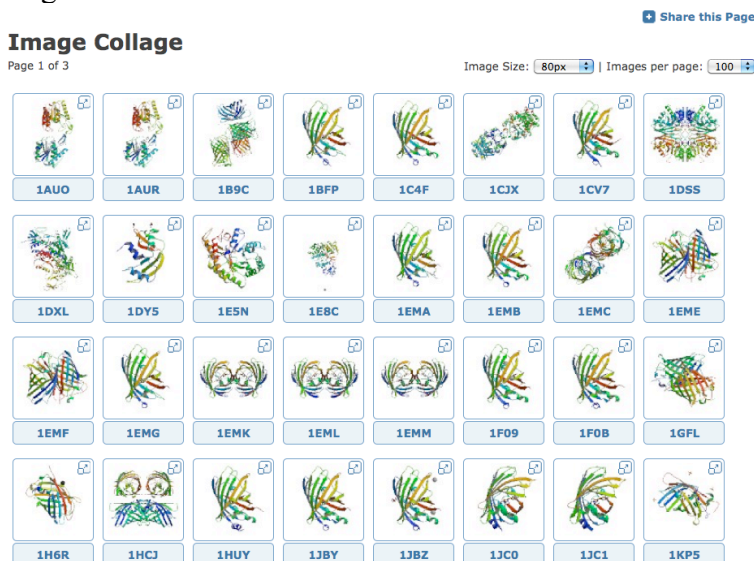 Share this Page
Image Collage
Page 1 of 3
Image Size: 80px | Images per page: 100
1AUO 1AUR 1B9C 1BFP 1C4F 1CJX 1CV7 1DSS
1DXL 1DY5 1E5N 1E8C 1EMA 1EMB 1EMC 1EME
1EMF 1EMG 1EMK 1EML 1EMM 1F09 1F0B 1GFL
1H6R 1HCJ 1HUY 1JBY 1JBZ 1JC0 1JC1 1KP5